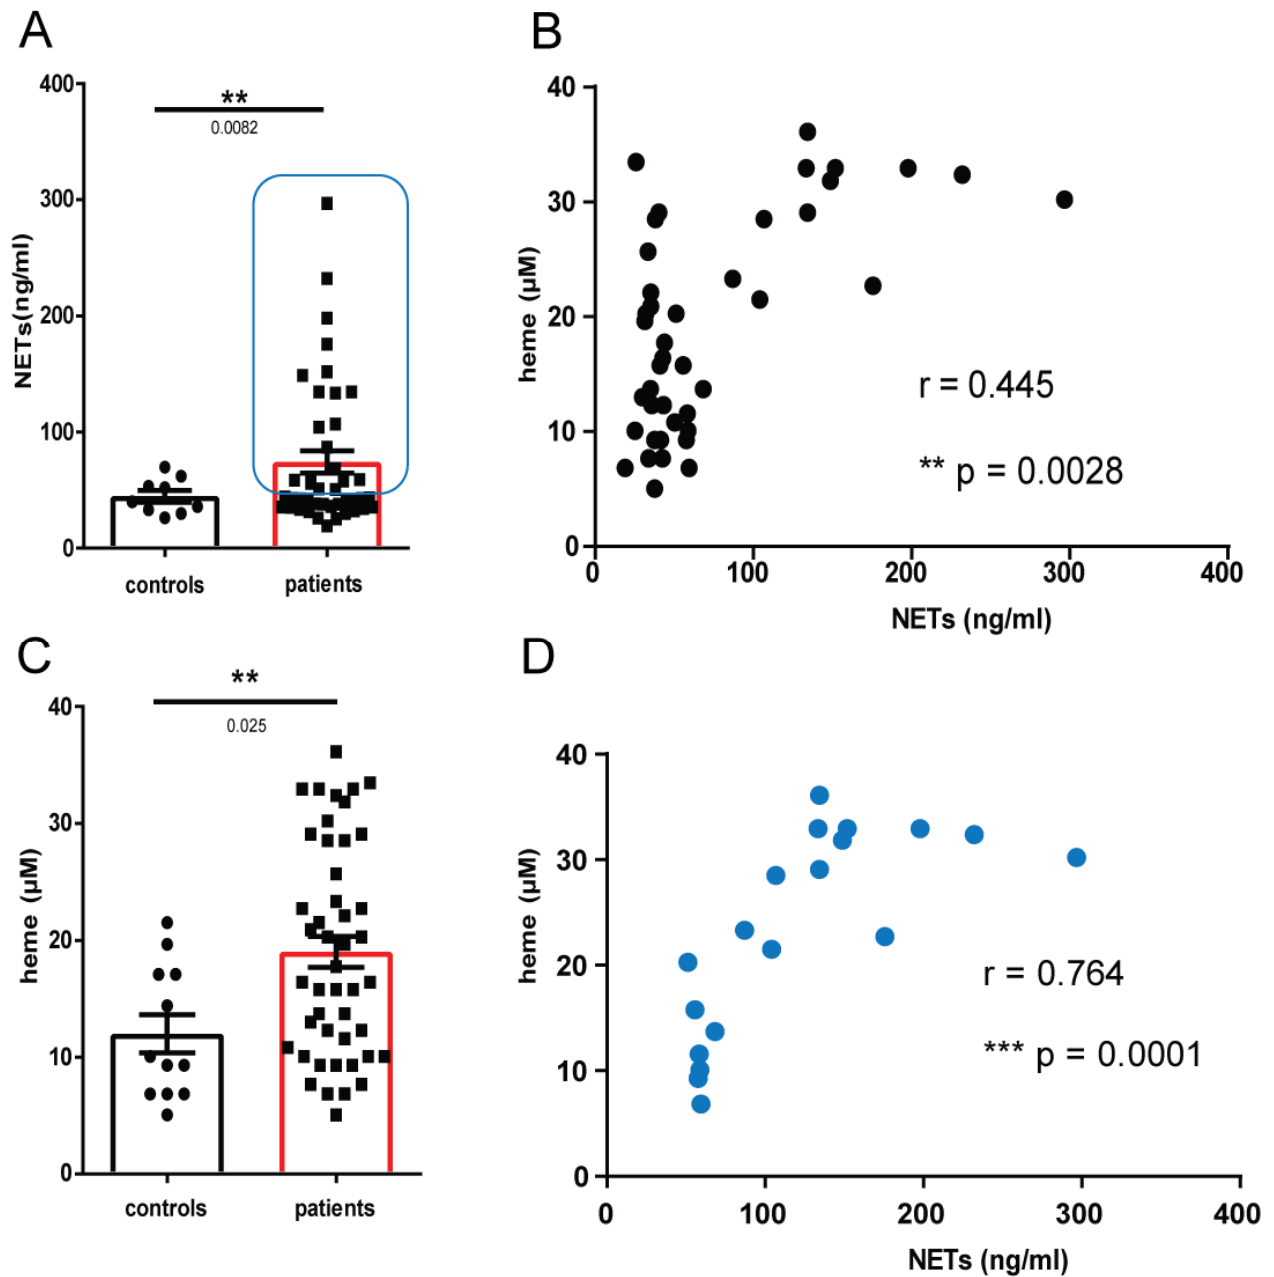 A
400
300
200
100
0
NETs(ng/ml)
**
0.0082
controls
patients
B
40
30
20
10
0
heme (µM)
r = 0.445
** p = 0.0028
0
100
200
300
400
NETs (ng/ml)
C
40
30
20
10
0
heme (µM)
**
0.025
controls
patients
D
40
30
20
10
0
heme (µM)
r = 0.764
*** p = 0.0001
0
100
200
300
400
NETs (ng/ml)